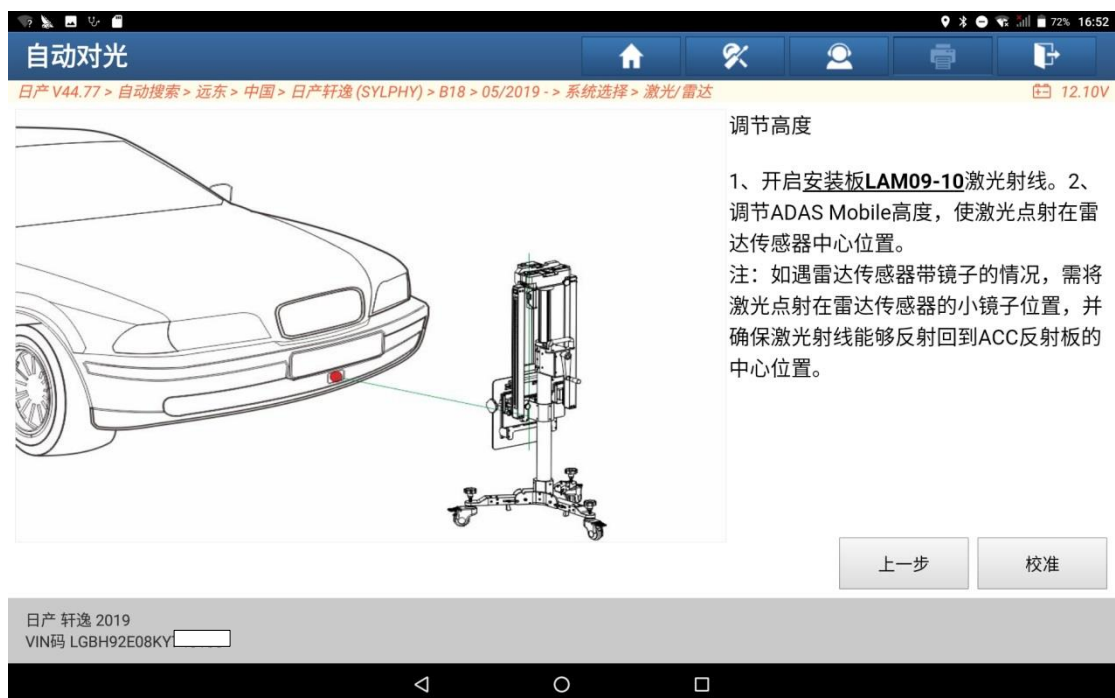 72% 16:52
自动对光
日产 V44.77 > 自动搜索 > 远东 > 中国 > 日产轩逸 (SYLPHY) > B18 > 05/2019 - > 系统选择 > 激光/雷达
12.10V
调节高度
1、开启安装板LAM09-10激光射线。2、
调节ADAS Mobile高度，使激光点射在雷
达传感器中心位置。
注：如遇雷达传感器带镜子的情况，需将
激光点射在雷达传感器的小镜子位置，并
确保激光射线能够反射回到ACC反射板的
中心位置。
上一步
校准
日产 轩逸 2019
VIN码 LGBH92E08KY